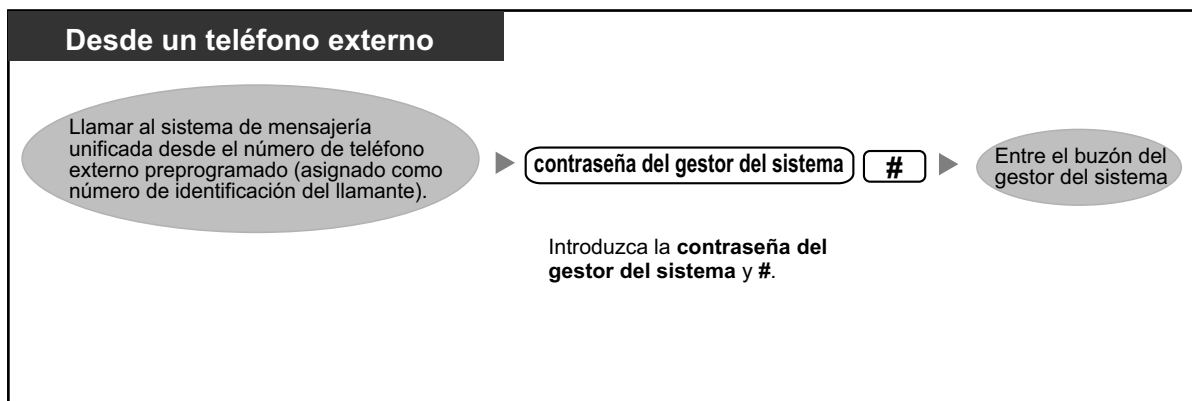 Desde un teléfono externo
Llamar al sistema de mensajería
unificada desde el número de teléfono
externo preprogramado (asignado como
número de identificación del llamante).
contraseña del gestor del sistema #
Entre el buzón del
gestor del sistema
Introduzca la contraseña del
gestor del sistema y #.